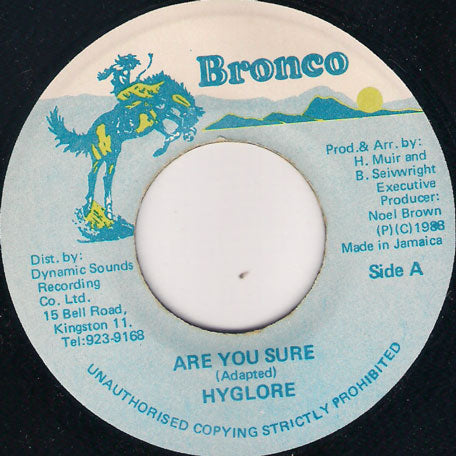 Bronco
Prod.& Arr. by:
H. Muir and
B. Seivwright
Executive
Producer:
Noel Brown
(P)(C)1988
Made in Jamaica
Side A
Dist. by:
Dynamic Sounds
Recording
Co. Ltd.
15 Bell Road,
Kingston 11.
Tel:923-9168
ARE YOU SURE
(Adapted)
HYGLORE
UNAUTHORISED COPYING STRICTLY PROHIBITED